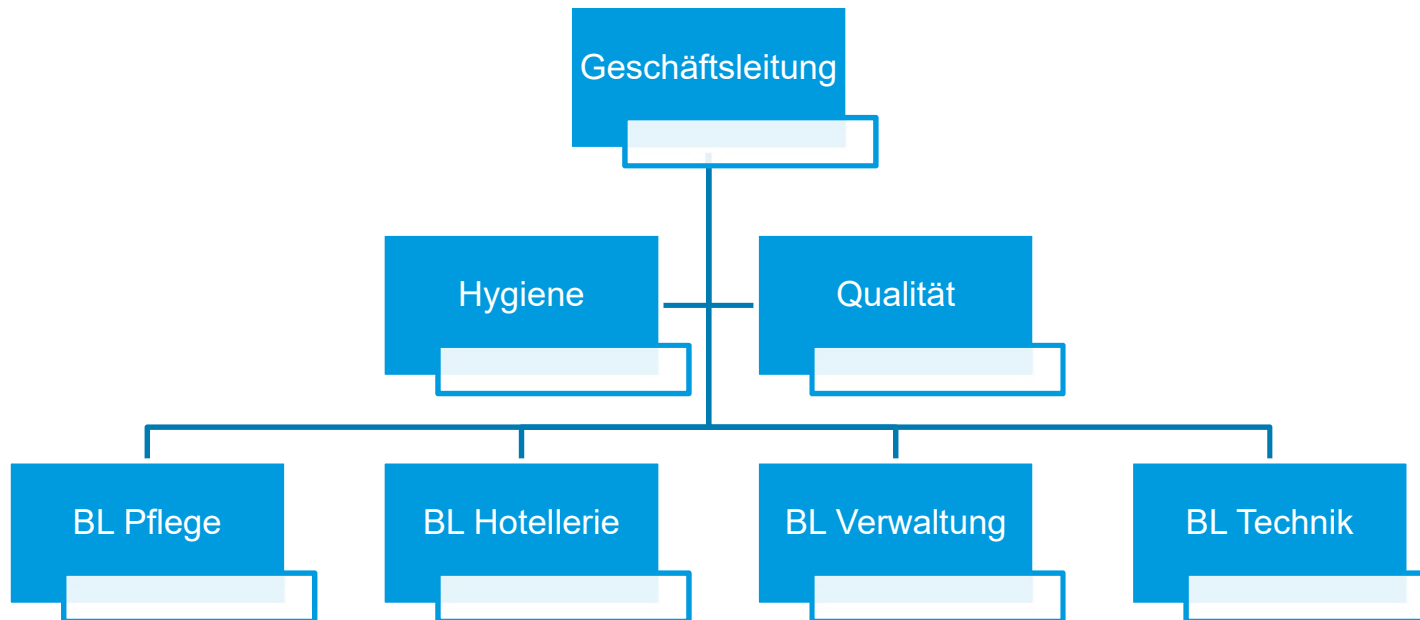 Geschäftsleitung
Hygiene
Qualität
BL Pflege
BL Hotellerie
BL Verwaltung
BL Technik